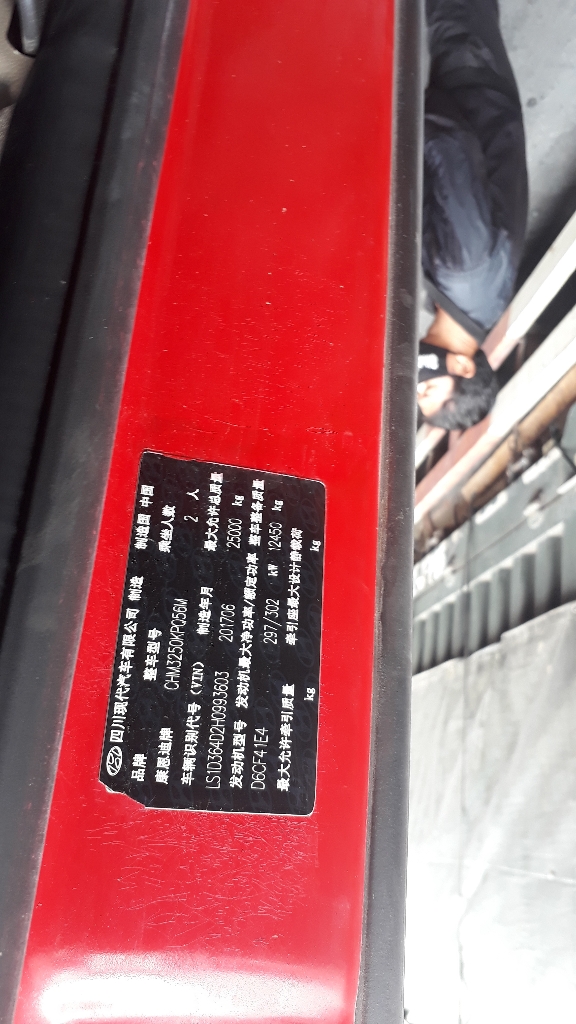 四川现代汽车有限公司 制造 制造国 中国
品牌 整车型号 乘坐人数
康恩迪牌 CHM3250KPQ56M 2 人
车辆识别代号(VIN) 制造年月 最大允许总质量
LS1D364D2H0993603 201706 25000 kg
发动机型号 发动机最大净功率/额定功率 整车整备质量
D6CF41E4 297/302 kW 12450 kg
最大允许牵引质量 牵引座最大设计静载荷
kg kg